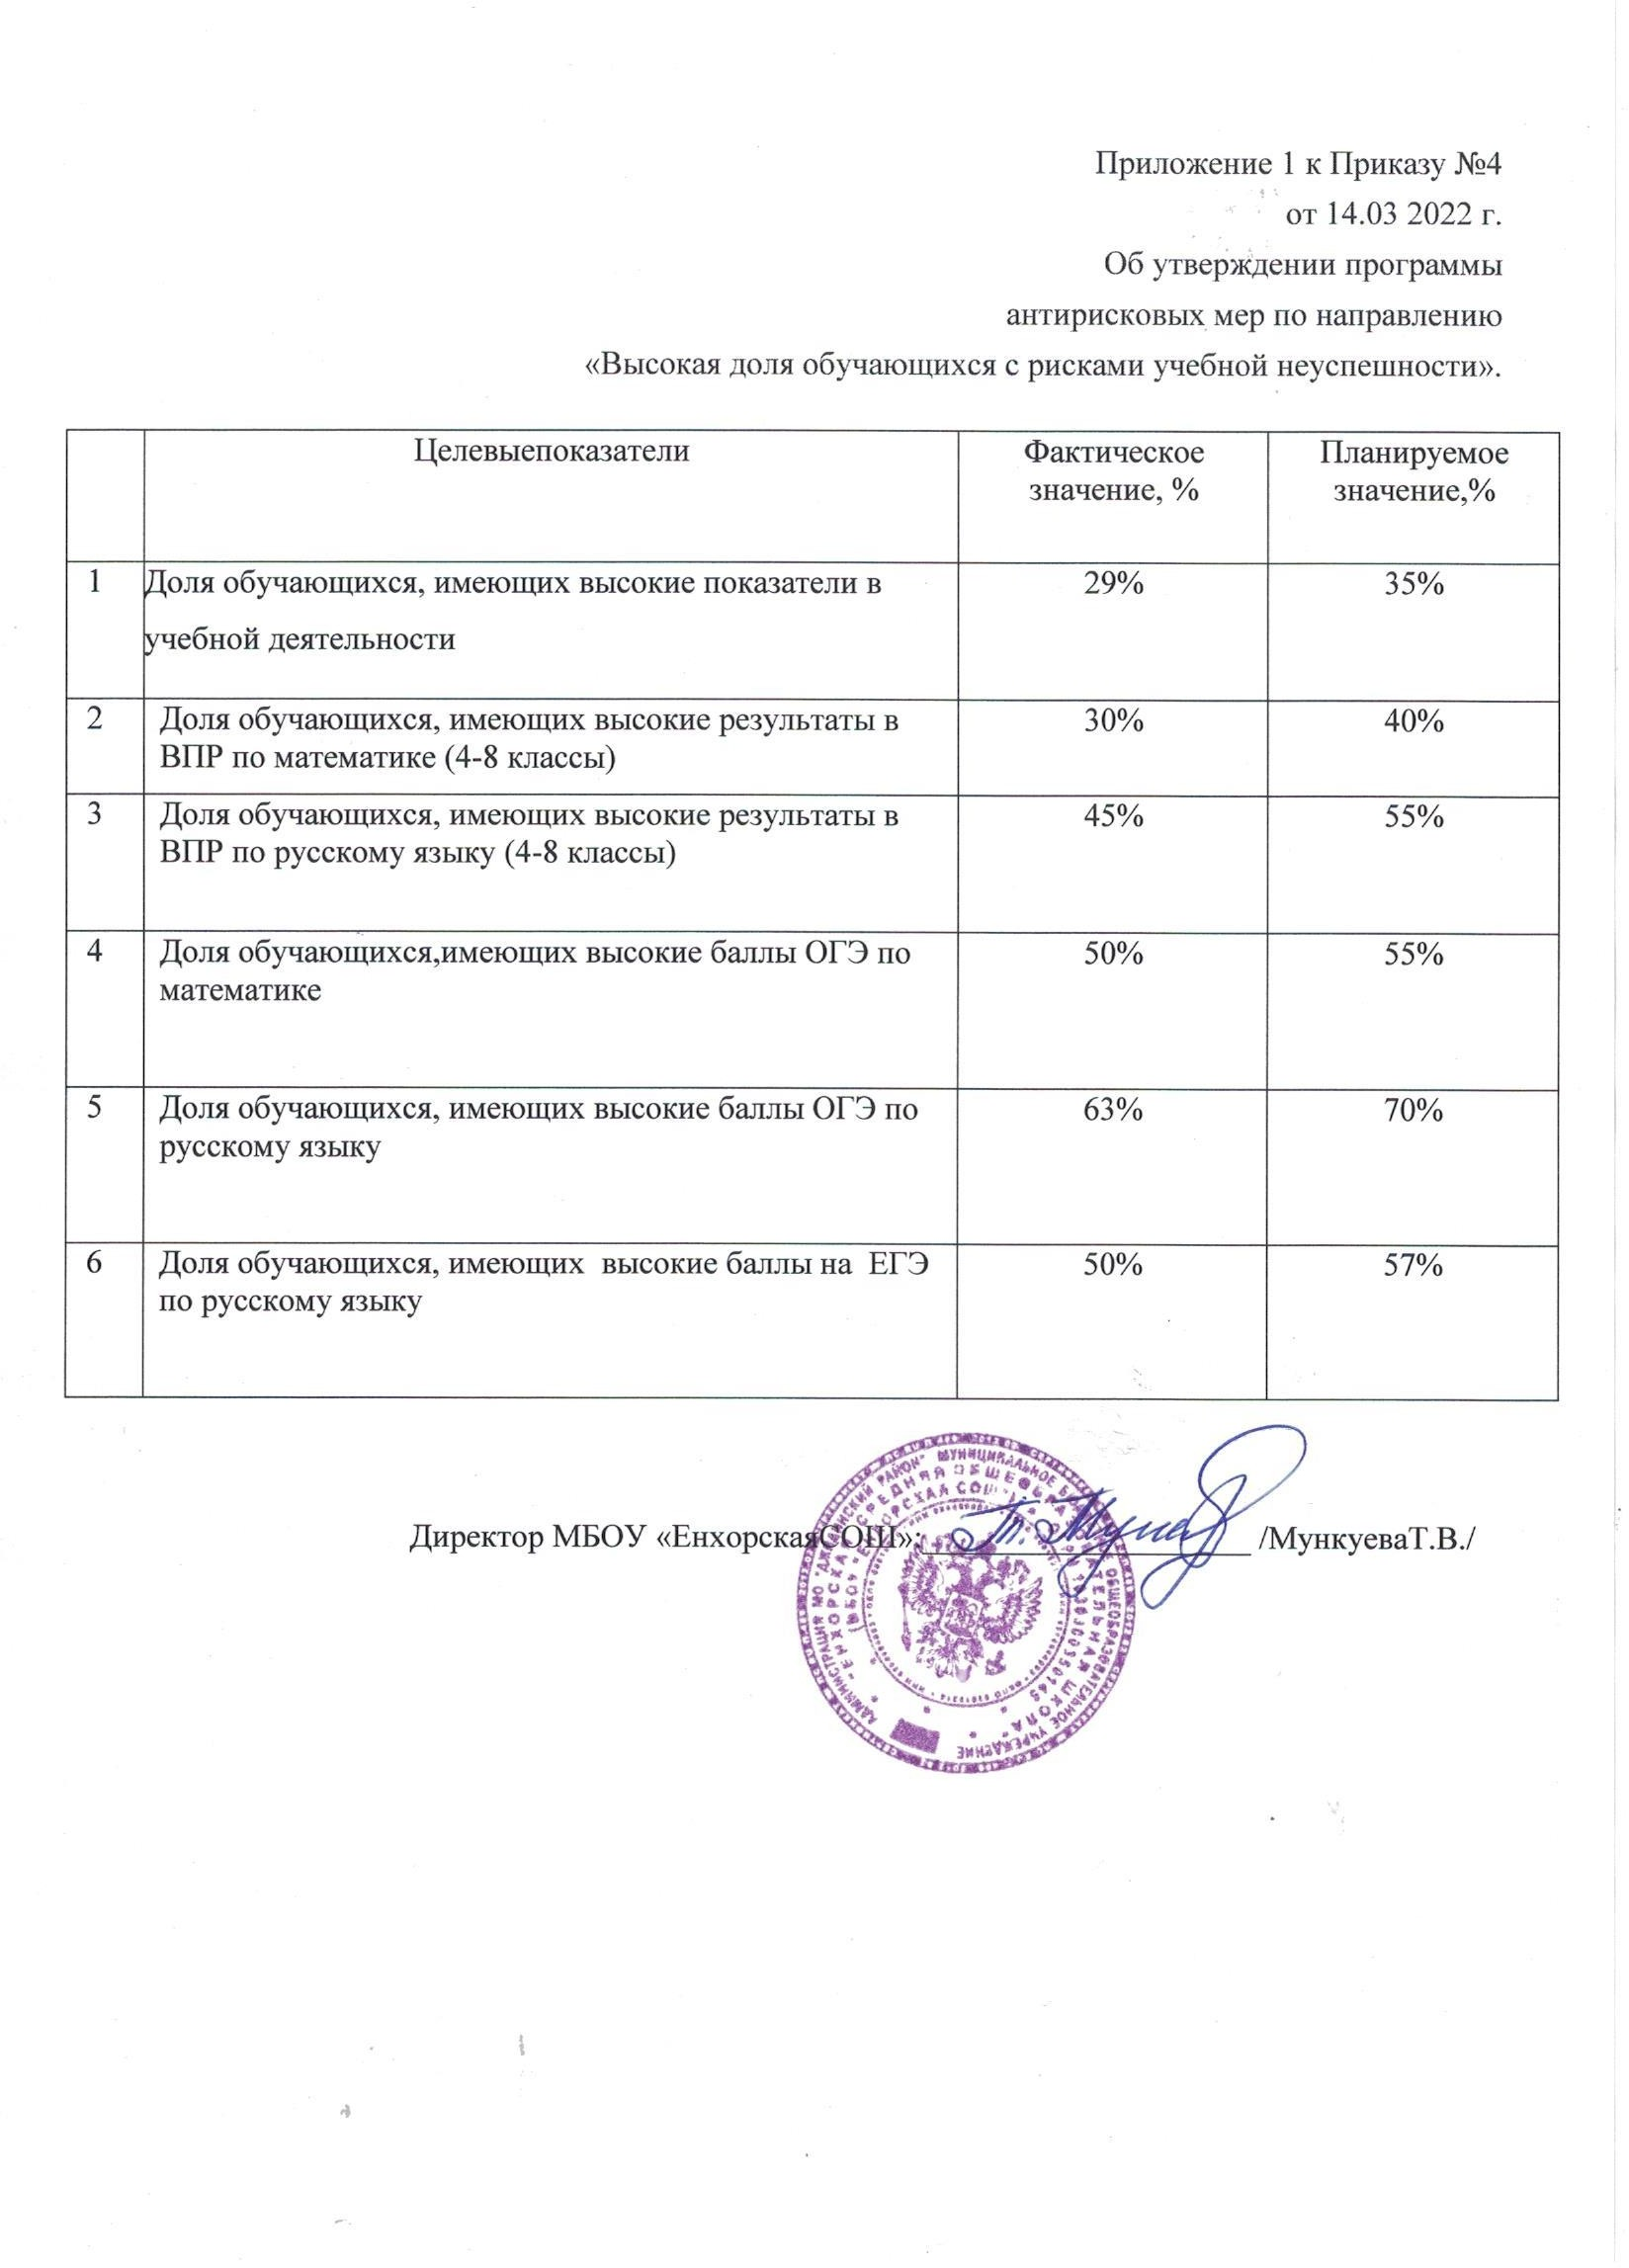 Приложение 1 к Приказу №4
от 14.03 2022 г.
Об утверждении программы
антирисковых мер по направлению
«Высокая доля обучающихся с рисками учебной неуспешности».
Целевыепоказатели
Фактическое
значение, %
Планируемое
значение,%
1
Доля обучающихся, имеющих высокие показатели в
учебной деятельности
29%
35%
2
Доля обучающихся, имеющих высокие результаты в
ВПР по математике (4-8 классы)
30%
40%
3
Доля обучающихся, имеющих высокие результаты в
ВПР по русскому языку (4-8 классы)
45%
55%
4
Доля обучающихся,имеющих высокие баллы ОГЭ по
математике
50%
55%
5
Доля обучающихся, имеющих высокие баллы ОГЭ по
русскому языку
63%
70%
6
Доля обучающихся, имеющих  высокие баллы на  ЕГЭ
по русскому языку
50%
57%
Директор МБОУ «ЕнхорскаяСОШ»:____________________ /МункуеваТ.В./
МУНИЦИПАЛЬНОЕ ОБЩЕОБРАЗОВАТЕЛЬНОЕ УЧРЕЖДЕНИЕ